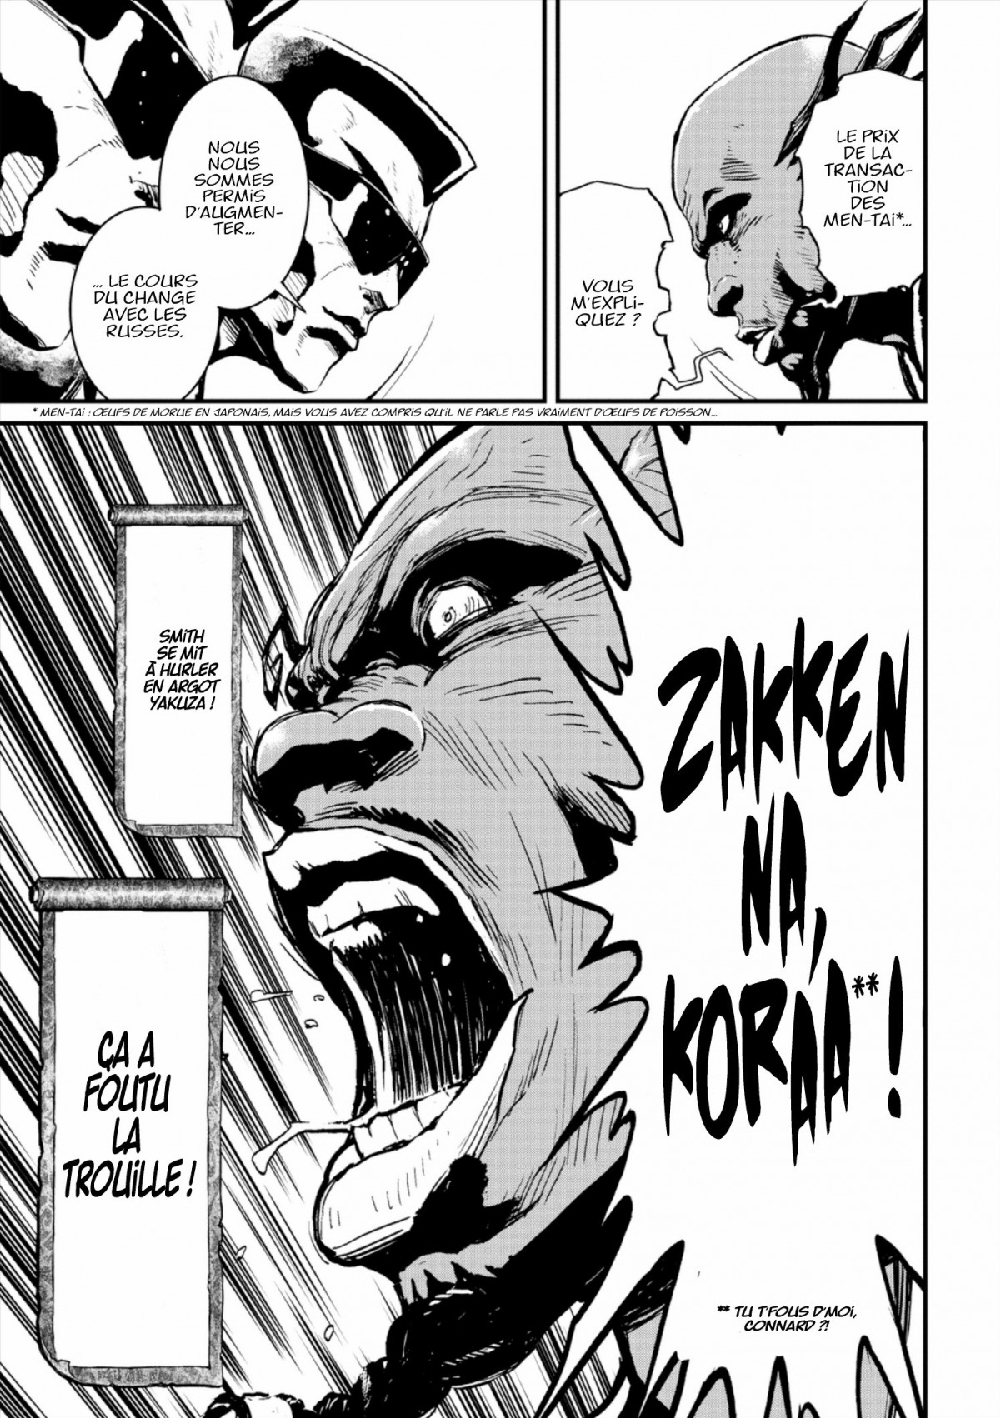 LE PRIX
DE LA
TRANSAC-
TION
DES
MEN-TAI*...
VOUS
M'EXPLI-
QUEZ ?
NOUS
NOUS
SOMMES
PERMIS
D'AUGMEN-
TER...
... LE COURS
DU CHANGE
AVEC LES
RUSSES.
* MEN-TAI : ŒUFS DE MORUE EN JAPONAIS, MAIS VOUS AVEZ COMPRIS QU'IL NE PARLE PAS VRAIMENT D'ŒUFS DE POISSON...
ZAKKEN
NA,
KORAA** !
** TU T'FOUS D'MOI,
CONNARD ?!
SMITH
SE MIT
À HURLER
EN ARGOT
YAKUZA !
ÇA A
FOUTU
LA
TROUILLE !